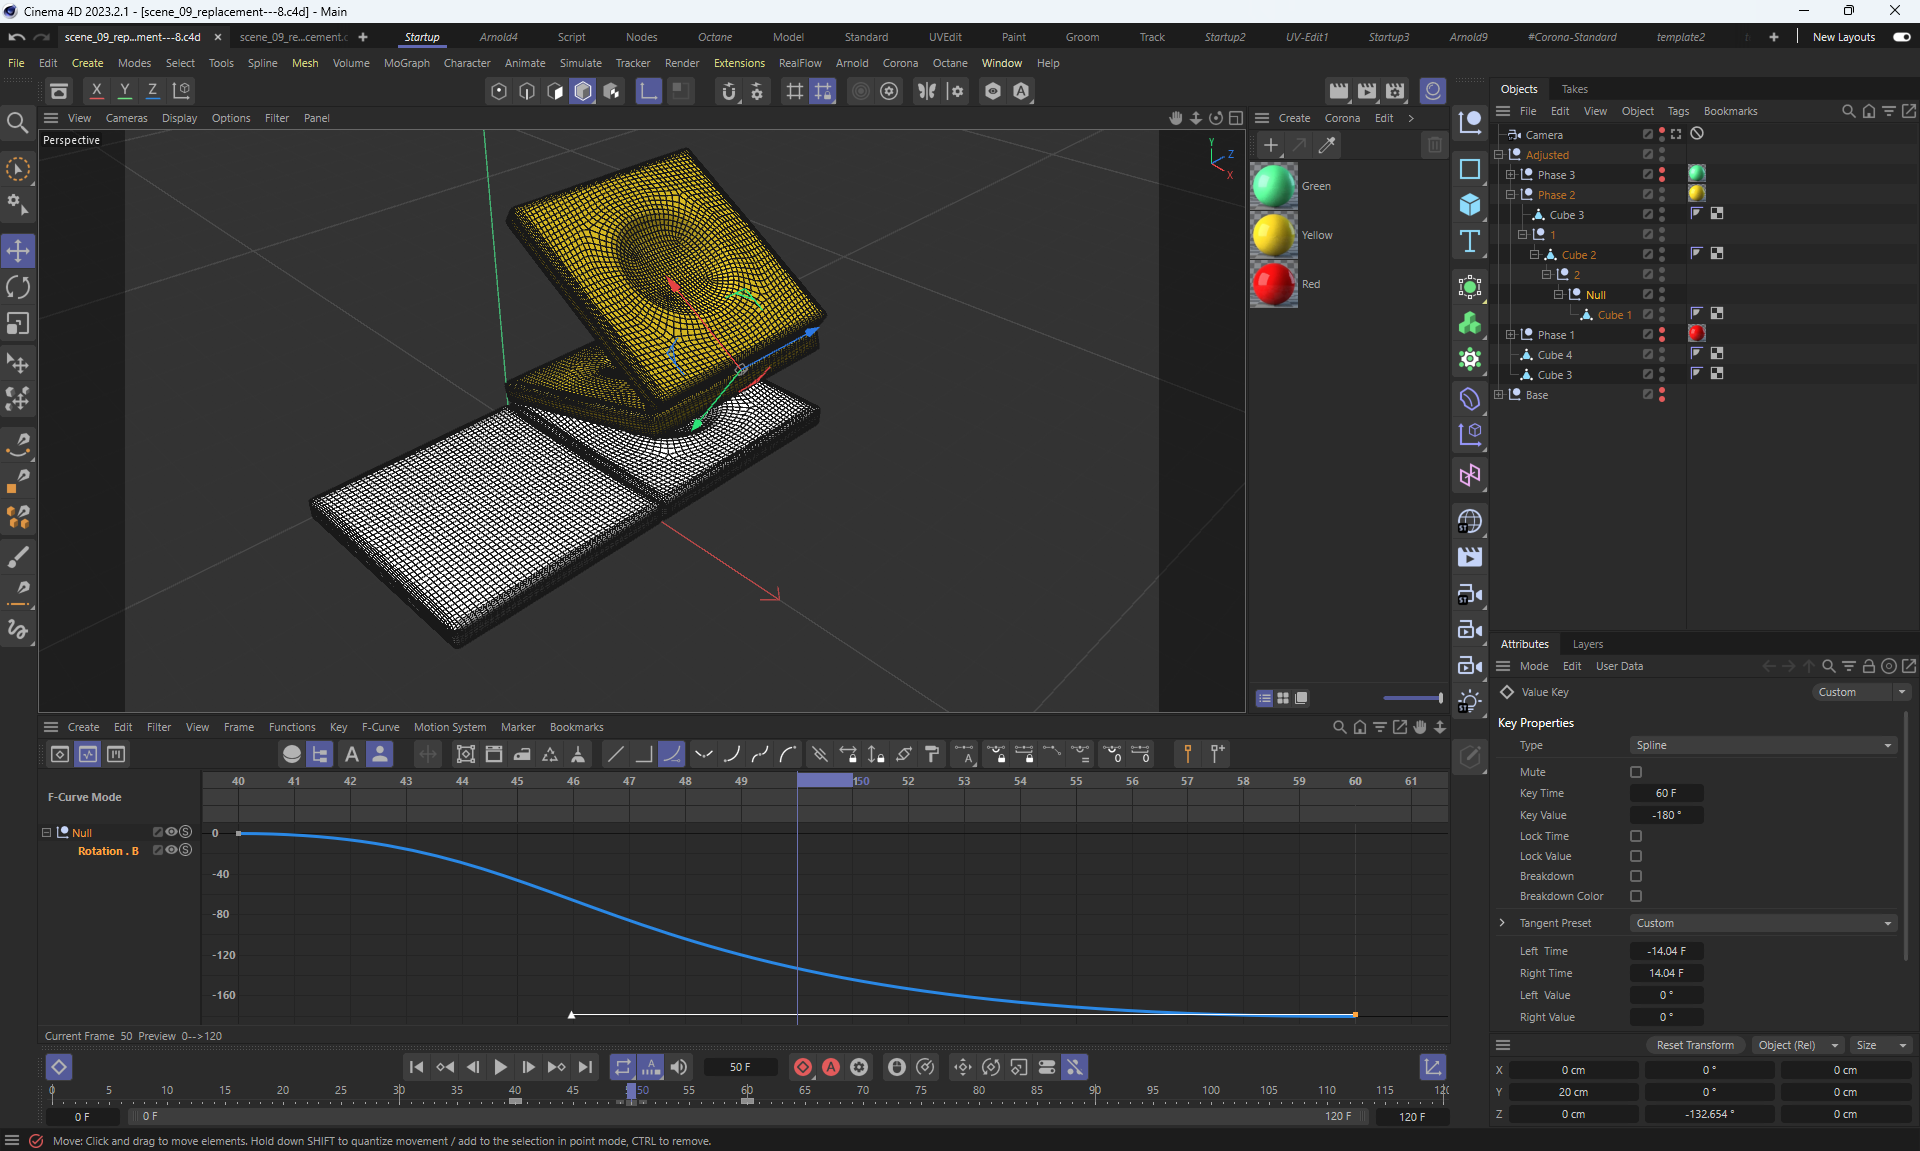 Cinema 4D 2023.2.1 - [scene_09_replacement---8.c4d] - Main
scene_09_rep...ment---8.c4d
scene_09_re...cement.
Startup Arnold4 Script Nodes Octane Model Standard UVEdit Paint Groom Track Startup2 UV-Edit1 Startup3 Arnold9 #Corona-Standard template2 New Layouts
File Edit Create Modes Select Tools Spline Mesh Volume MoGraph Character Animate Simulate Tracker Render Extensions RealFlow Arnold Corona Octane Window Help
X Y Z
View Cameras Display Options Filter Panel
Perspective
Y
Z
X
Create Corona Edit
Green
Yellow
Red
Objects Takes
File Edit View Object Tags Bookmarks
Camera
Adjusted
Phase 3
Phase 2
Cube 3
1
Cube 2
2
Null
Cube 1
Phase 1
Cube 4
Cube 3
Base
Attributes Layers
Mode Edit User Data
Value Key Custom
Key Properties
Type Spline
Mute
Key Time 60 F
Key Value -180 °
Lock Time
Lock Value
Breakdown
Breakdown Color
Tangent Preset Custom
Left Time -14.04 F
Right Time 14.04 F
Left Value 0 °
Right Value 0 °
Reset Transform Object (Rel) Size
X 0 cm 0 ° 0 cm
Y 20 cm 0 ° 0 cm
Z 0 cm -132.654 ° 0 cm
Create Edit Filter View Frame Functions Key F-Curve Motion System Marker Bookmarks
40 41 42 43 44 45 46 47 48 49 150 52 53 54 55 56 57 58 59 60 61
F-Curve Mode
Null
Rotation . B
0
-40
-80
-120
-160
Current Frame 50 Preview 0-->120
50 F
0 5 10 15 20 25 30 35 40 45 50 55 60 65 70 75 80 85 90 95 100 105 110 115 12
0 F 0 F 120 F 120 F
Move: Click and drag to move elements. Hold down SHIFT to quantize movement / add to the selection in point mode, CTRL to remove.